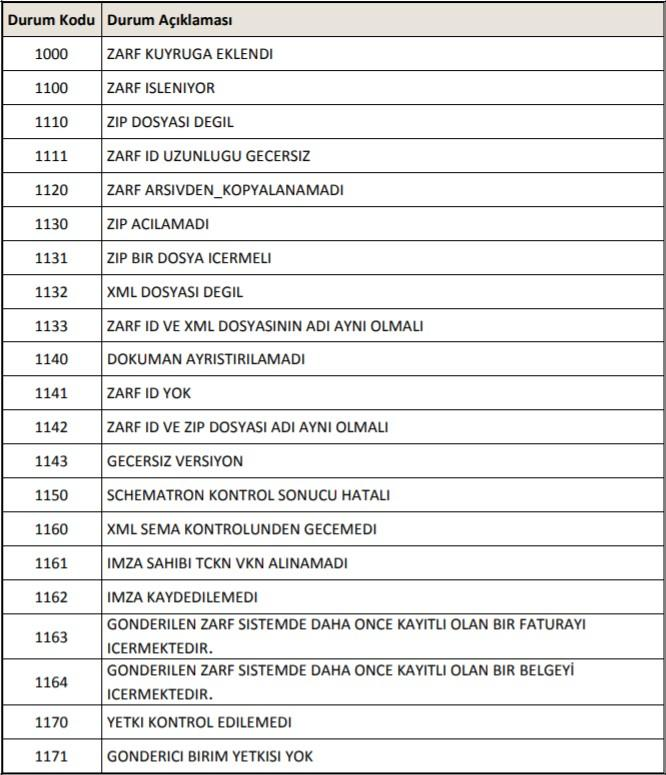 Durum Kodu Durum Açıklaması
1000 ZARF KUYRUGA EKLENDI
1100 ZARF ISLENIYOR
1110 ZIP DOSYASI DEGIL
1111 ZARF ID UZUNLUGU GECERSIZ
1120 ZARF ARSIVDEN_KOPYALANAMADI
1130 ZIP ACILAMADI
1131 ZIP BIR DOSYA ICERMELI
1132 XML DOSYASI DEGIL
1133 ZARF ID VE XML DOSYASININ ADI AYNI OLMALI
1140 DOKUMAN AYRISTIRILAMADI
1141 ZARF ID YOK
1142 ZARF ID VE ZIP DOSYASI ADI AYNI OLMALI
1143 GECERSIZ VERSIYON
1150 SCHEMATRON KONTROL SONUCU HATALI
1160 XML SEMA KONTROLUNDEN GECEMEDI
1161 IMZA SAHIBI TCKN VKN ALINAMADI
1162 IMZA KAYDEDILEMEDI
1163 GONDERILEN ZARF SISTEMDE DAHA ONCE KAYITLI OLAN BIR FATURAYI
ICERMEKTEDIR.
1164 GONDERILEN ZARF SISTEMDE DAHA ONCE KAYITLI OLAN BIR BELGEYİ
ICERMEKTEDIR.
1170 YETKI KONTROL EDILEMEDI
1171 GONDERICI BIRIM YETKISI YOK